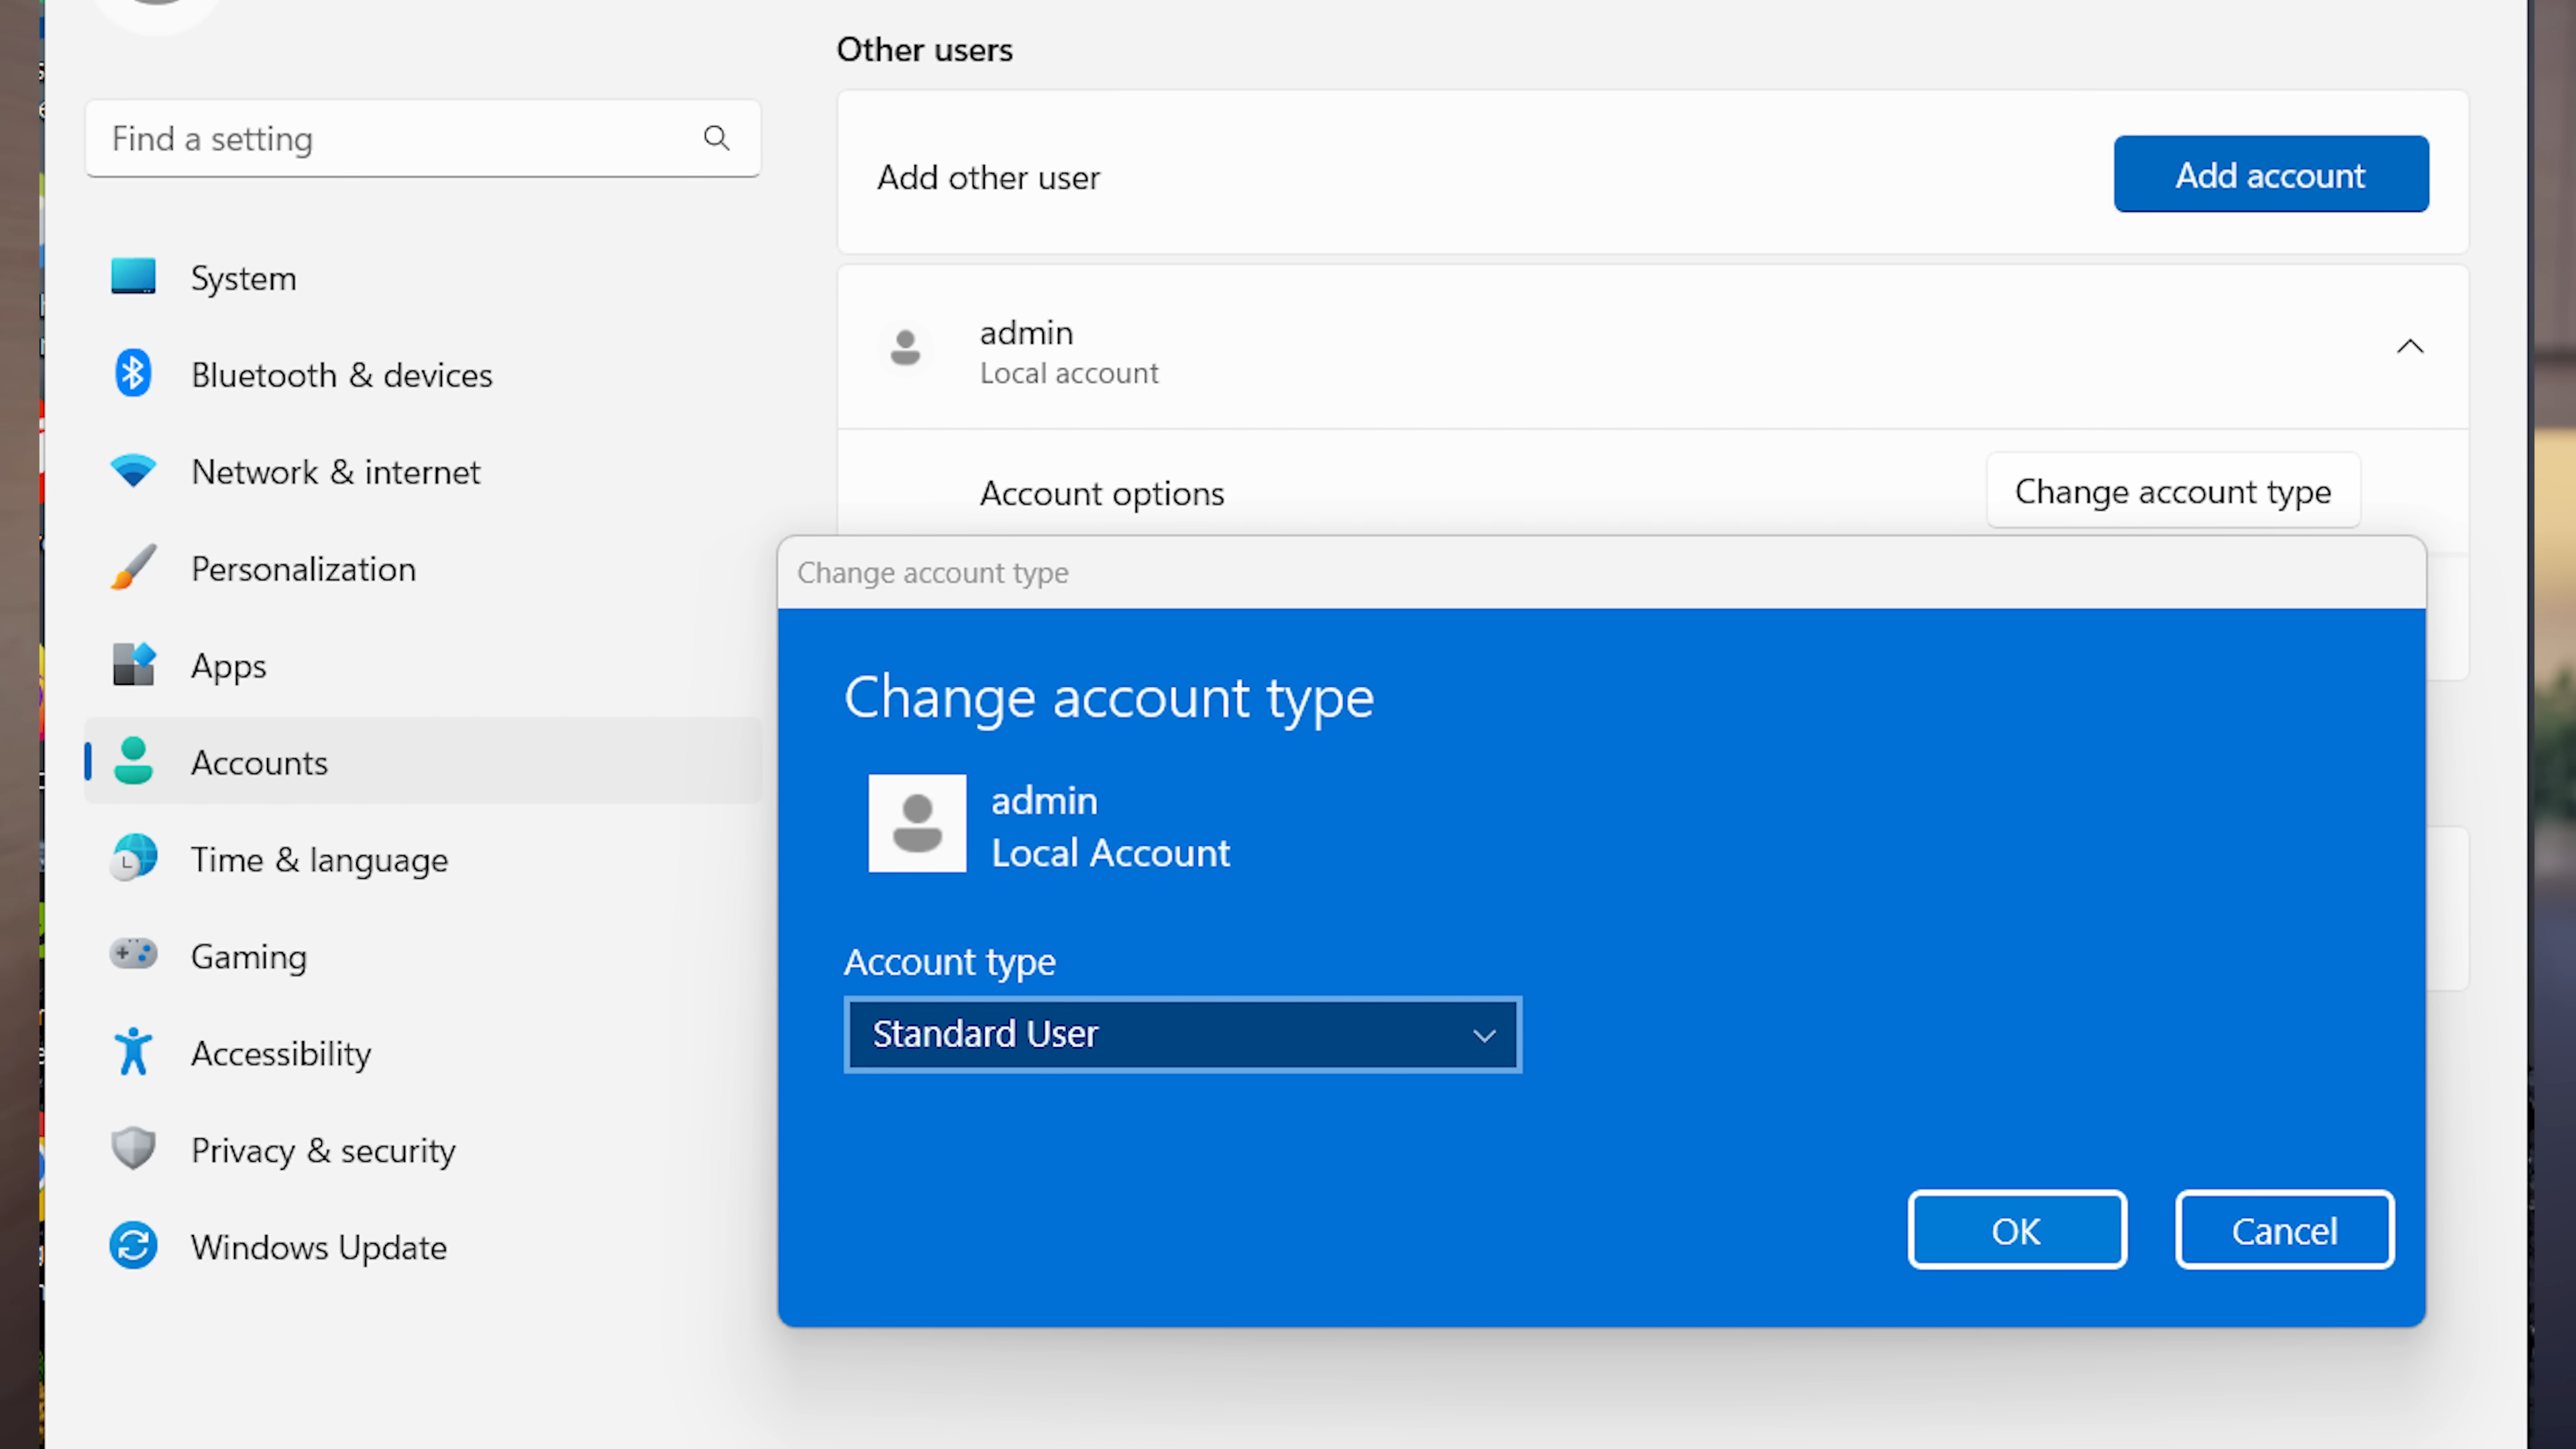 Other users
Find a setting
Add other user
Add account
System
admin
Local account
Bluetooth & devices
Network & internet
Account options
Change account type
Personalization
Change account type
Apps
Change account type
Accounts
admin
Local Account
Time & language
Gaming
Account type
Standard User
Accessibility
Privacy & security
Windows Update
OK
Cancel